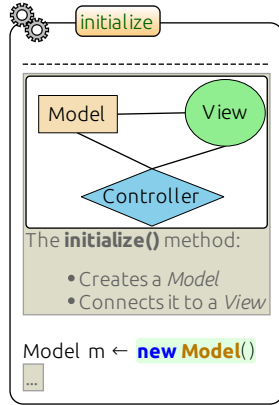 initialize
Model
View
Controller
The initialize() method:
• Creates a Model
• Connects it to a View
Model m ← new Model()
...